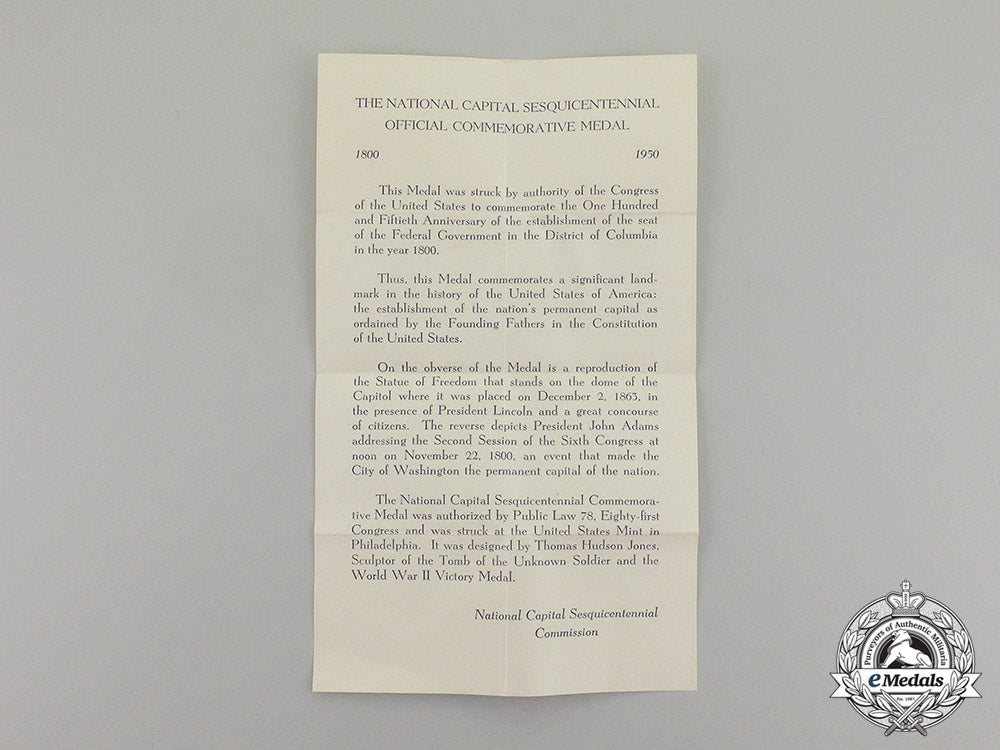 THE NATIONAL CAPITAL SESQUICENTENNIAL
OFFICIAL COMMEMORATIVE MEDAL
1800 1950
This Medal was struck by authority of the Congress
of the United States to commemorate the One Hundred
and Fiftieth Anniversary of the establishment of the seat
of the Federal Government in the District of Columbia
in the year 1800.
Thus, this Medal commemorates a significant land-
mark in the history of the United States of America:
the establishment of the nation's permanent capital as
ordained by the Founding Fathers in the Constitution
of the United States.
On the obverse of the Medal is a reproduction of
the Statue of Freedom that stands on the dome of the
Capitol where it was placed on December 2, 1863, in
the presence of President Lincoln and a great concourse
of citizens. The reverse depicts President John Adams
addressing the Second Session of the Sixth Congress at
noon on November 22, 1800, an event that made the
City of Washington the permanent capital of the nation.
The National Capital Sesquicentennial Commemora-
tive Medal was authorized by Public Law 78, Eighty-first
Congress and was struck at the United States Mint in
Philadelphia. It was designed by Thomas Hudson Jones,
Sculptor of the Tomb of the Unknown Soldier and the
World War II Victory Medal.
National Capital Sesquicentennial
Commission
Purveyors of Authentic Militaria
eMedals